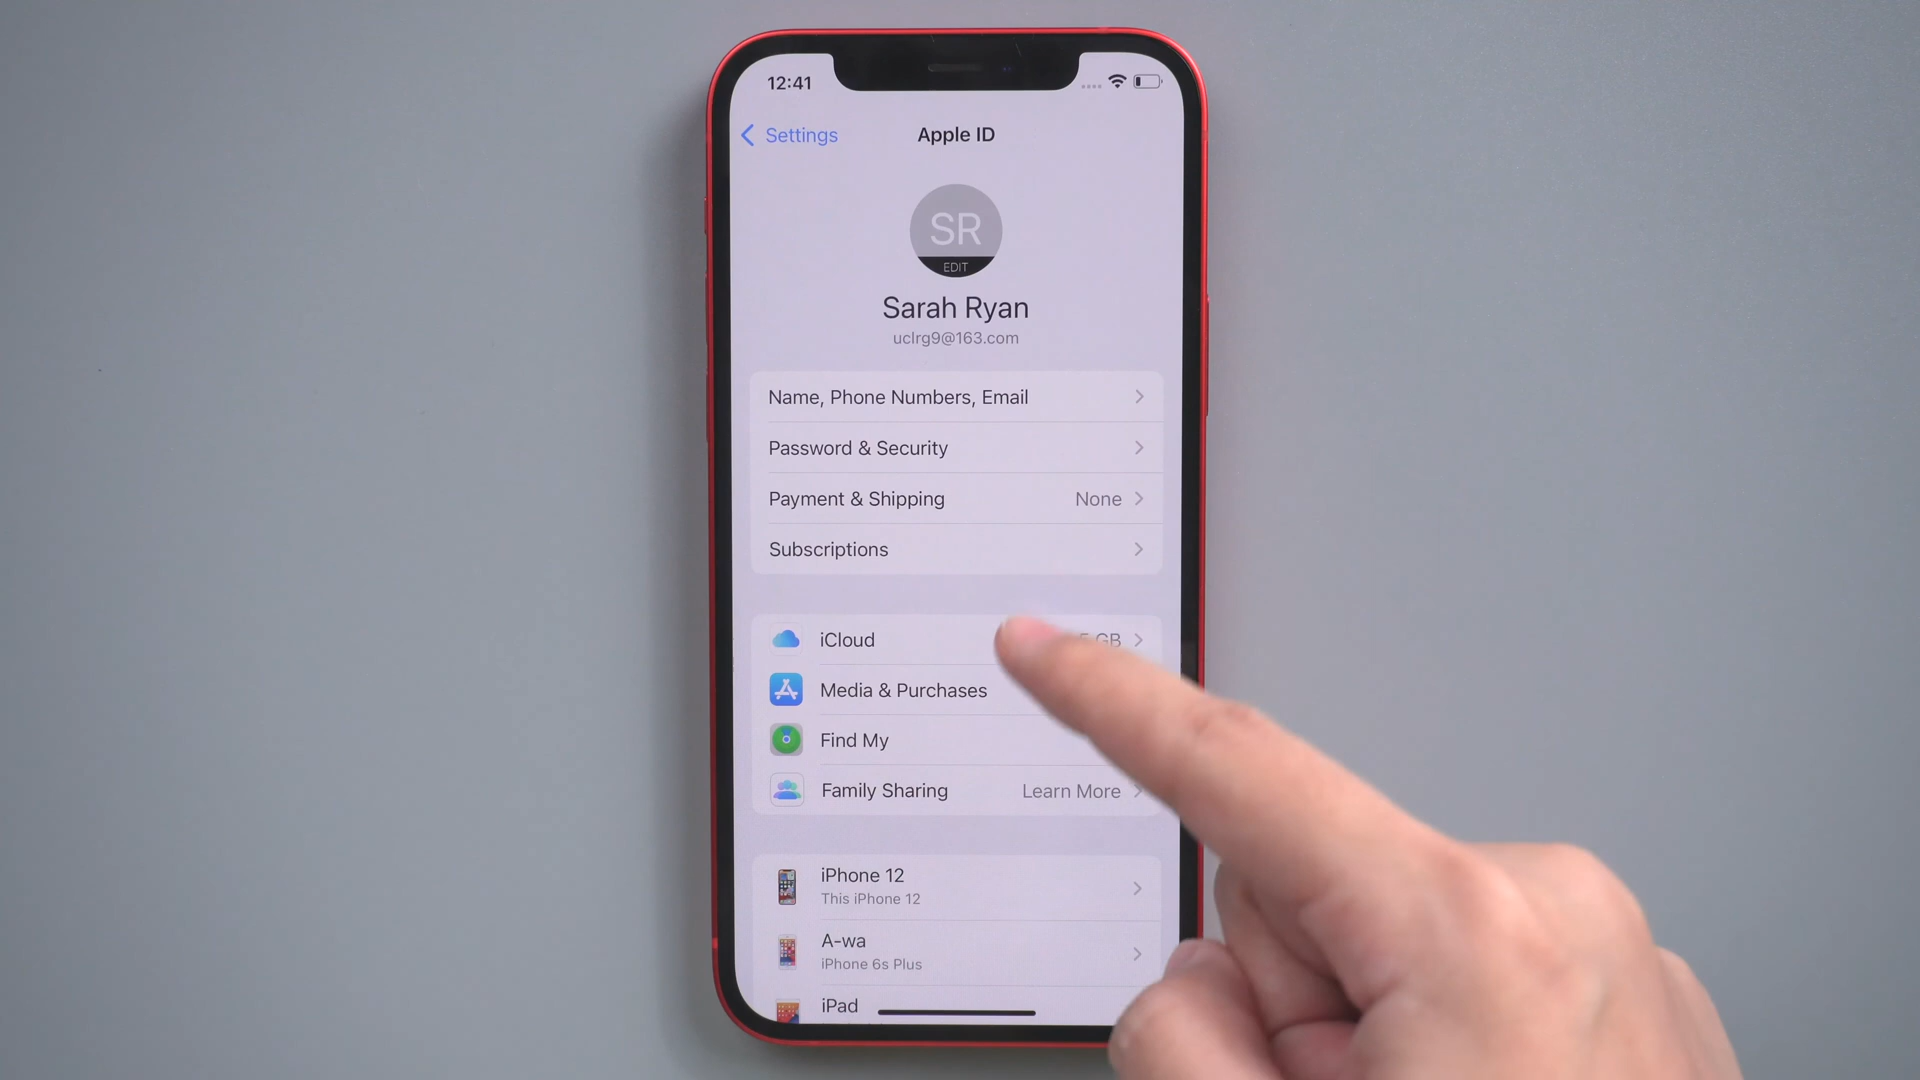 12:41
Settings
Apple ID
SR
EDIT
Sarah Ryan
uclrg9@163.com
Name, Phone Numbers, Email
Password & Security
Payment & Shipping None
Subscriptions
iCloud 5 GB
Media & Purchases
Find My
Family Sharing Learn More
iPhone 12
This iPhone 12
A-wa
iPhone 6s Plus
iPad